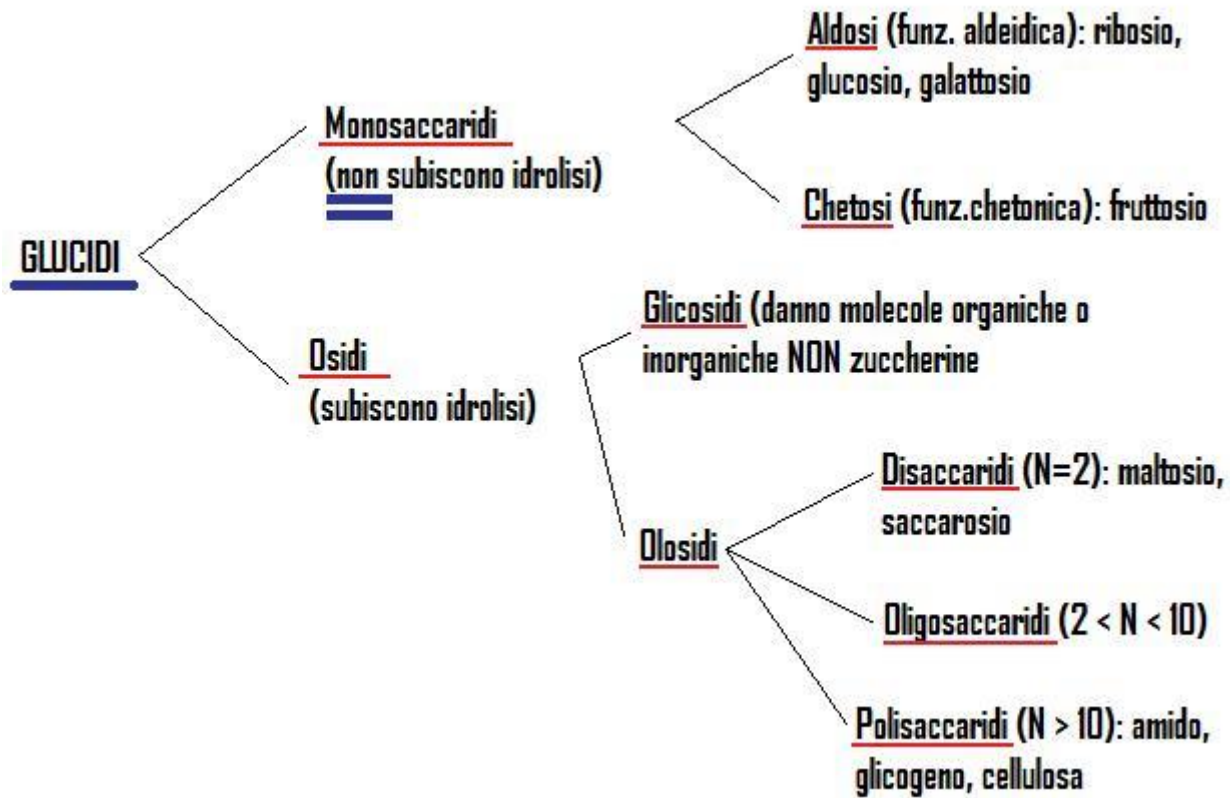 GLUCIDI
Monosaccaridi
(non subiscono idrolisi)
Aldosi (funz. aldeidica): ribosio,
glucosio, galattosio
Chetosi (funz.chetonica): fruttosio
Osidi
(subiscono idrolisi)
Glicosidi (danno molecole organiche o
inorganiche NON zuccherine
Olosidi
Disaccaridi (N=2): maltosio,
saccarosio
Oligosaccaridi (2 < N < 10)
Polisaccaridi (N > 10): amido,
glicogeno, cellulosa